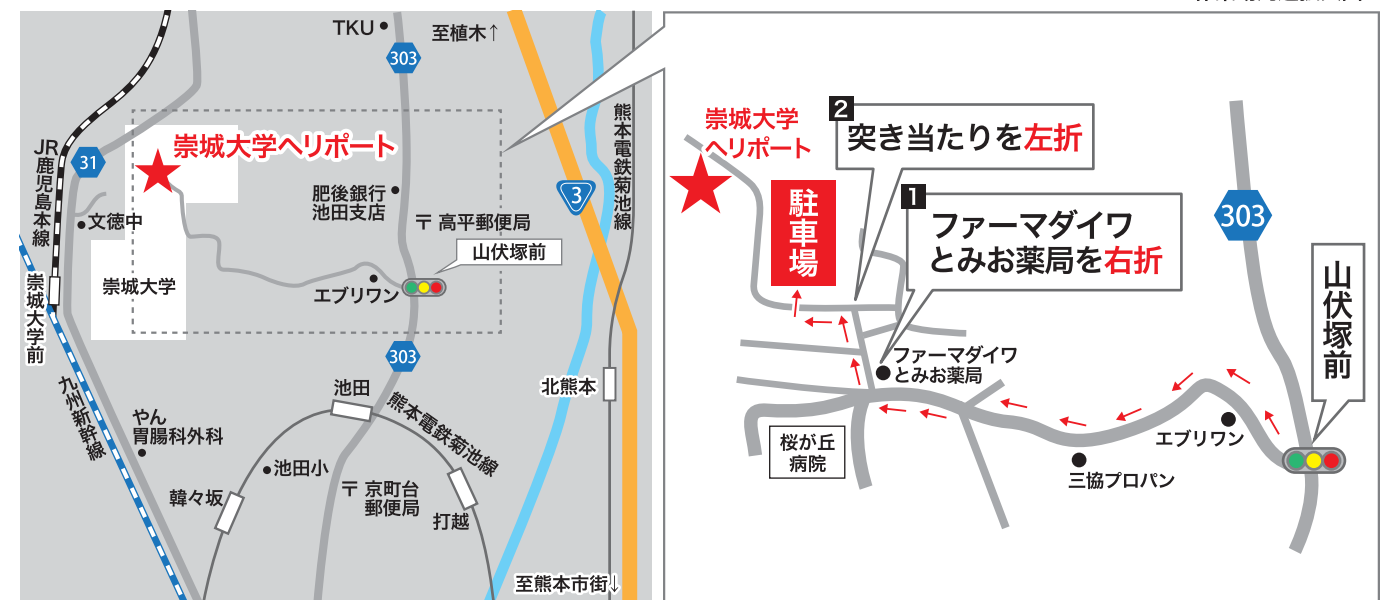 TKU
至植木↑
303
JR鹿児島本線
31
崇城大学ヘリポート
熊本電鉄菊池線
3
文徳中
肥後銀行
池田支店
〒高平郵便局
山伏塚前
崇城大学
エブリワン
崇城大学前
303
九州新幹線
池田
北熊本
熊本電鉄菊池線
やん
胃腸科外科
池田小
韓々坂
〒京町台
郵便局
打越
至熊本市街↓
崇城大学
ヘリポート
2
突き当たりを左折
1
ファーマダイワ
とみお薬局を右折
駐車場
303
山伏塚前
ファーマダイワ
とみお薬局
エブリワン
桜が丘
病院
三協プロパン